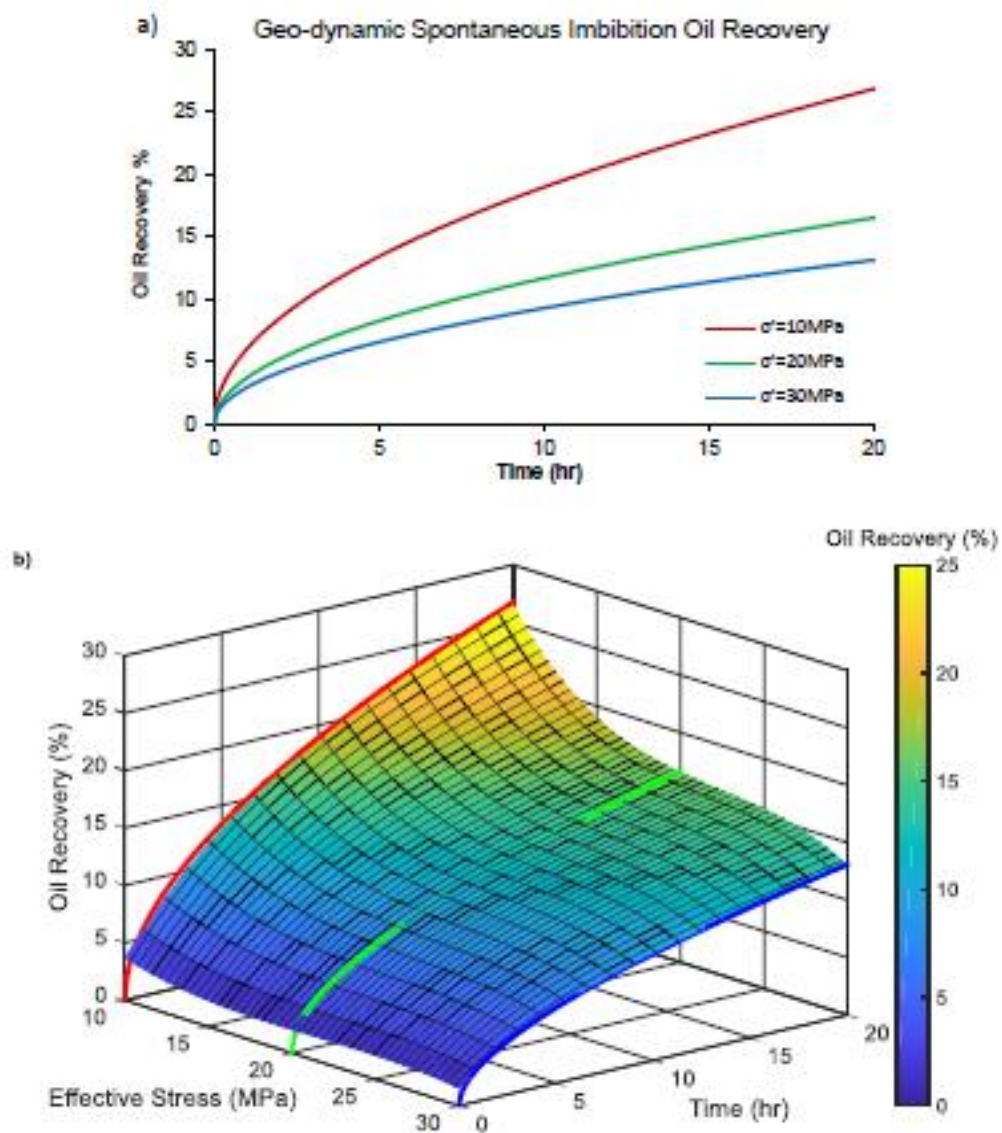 a)
Geo-dynamic Spontaneous Imbibition Oil Recovery
30
25
20
15
10
5
0
Oil Recovery %
σ'=10MPa
σ'=20MPa
σ'=30MPa
0 5 10 15 20
Time (hr)
b)
Oil Recovery (%)
25
20
15
10
5
0
30
25
20
15
10
5
0
Oil Recovery (%)
10
15
20
25
30
Effective Stress (MPa)
0
5
10
15
20
Time (hr)